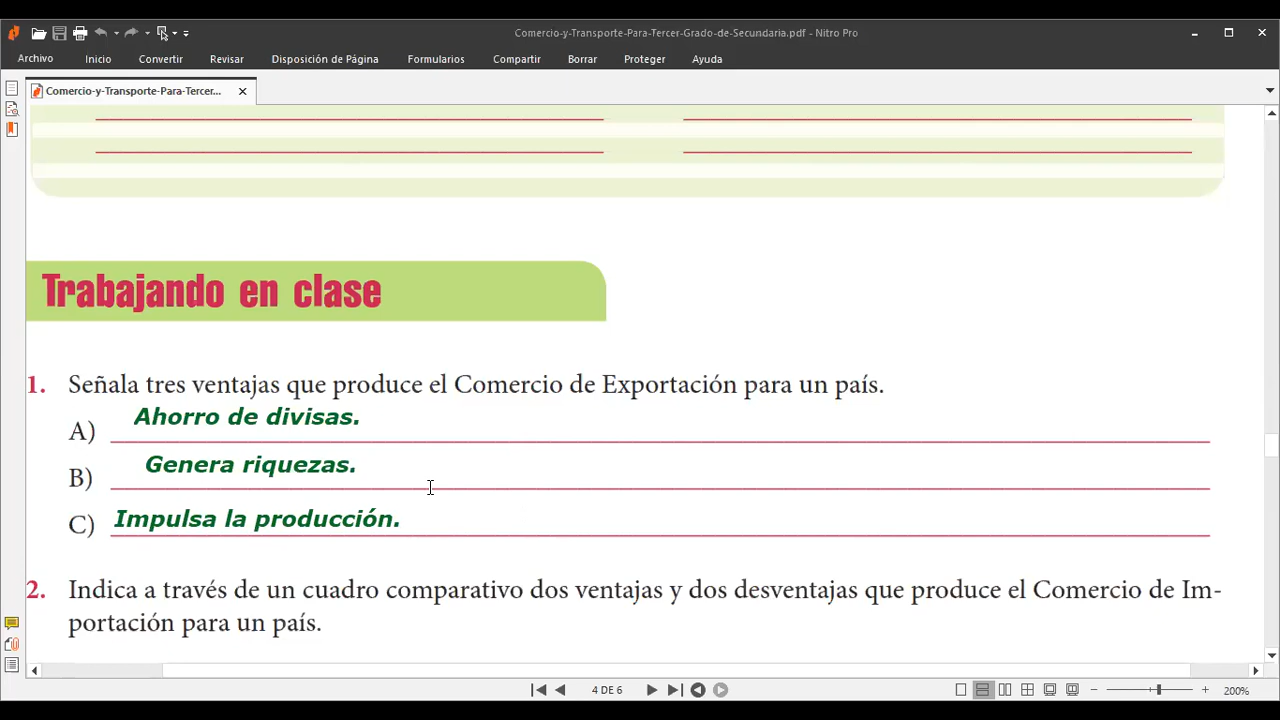 Comercio-y-Transporte-Para-Tercer-Grado-de-Secundaria.pdf - Nitro Pro
Archivo Inicio Convertir Revisar Disposición de Página Formularios Compartir Borrar Proteger Ayuda
Comercio-y-Transporte-Para-Tercer...
Trabajando en clase
1. Señala tres ventajas que produce el Comercio de Exportación para un país.
A) Ahorro de divisas.
B) Genera riquezas.
C) Impulsa la producción.
2. Indica a través de un cuadro comparativo dos ventajas y dos desventajas que produce el Comercio de Im-
portación para un país.
4 DE 6
200%